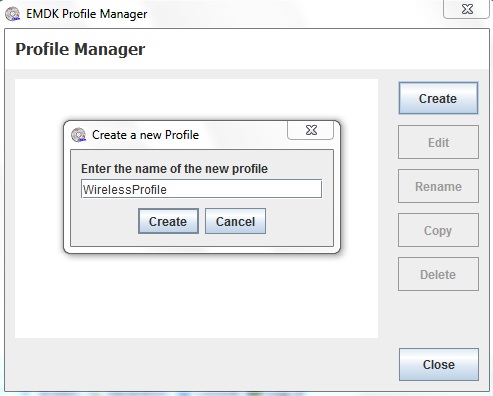 EMDK Profile Manager
Profile Manager
Create
Edit
Rename
Copy
Delete
Close
Create a new Profile
Enter the name of the new profile
WirelessProfile
Create
Cancel